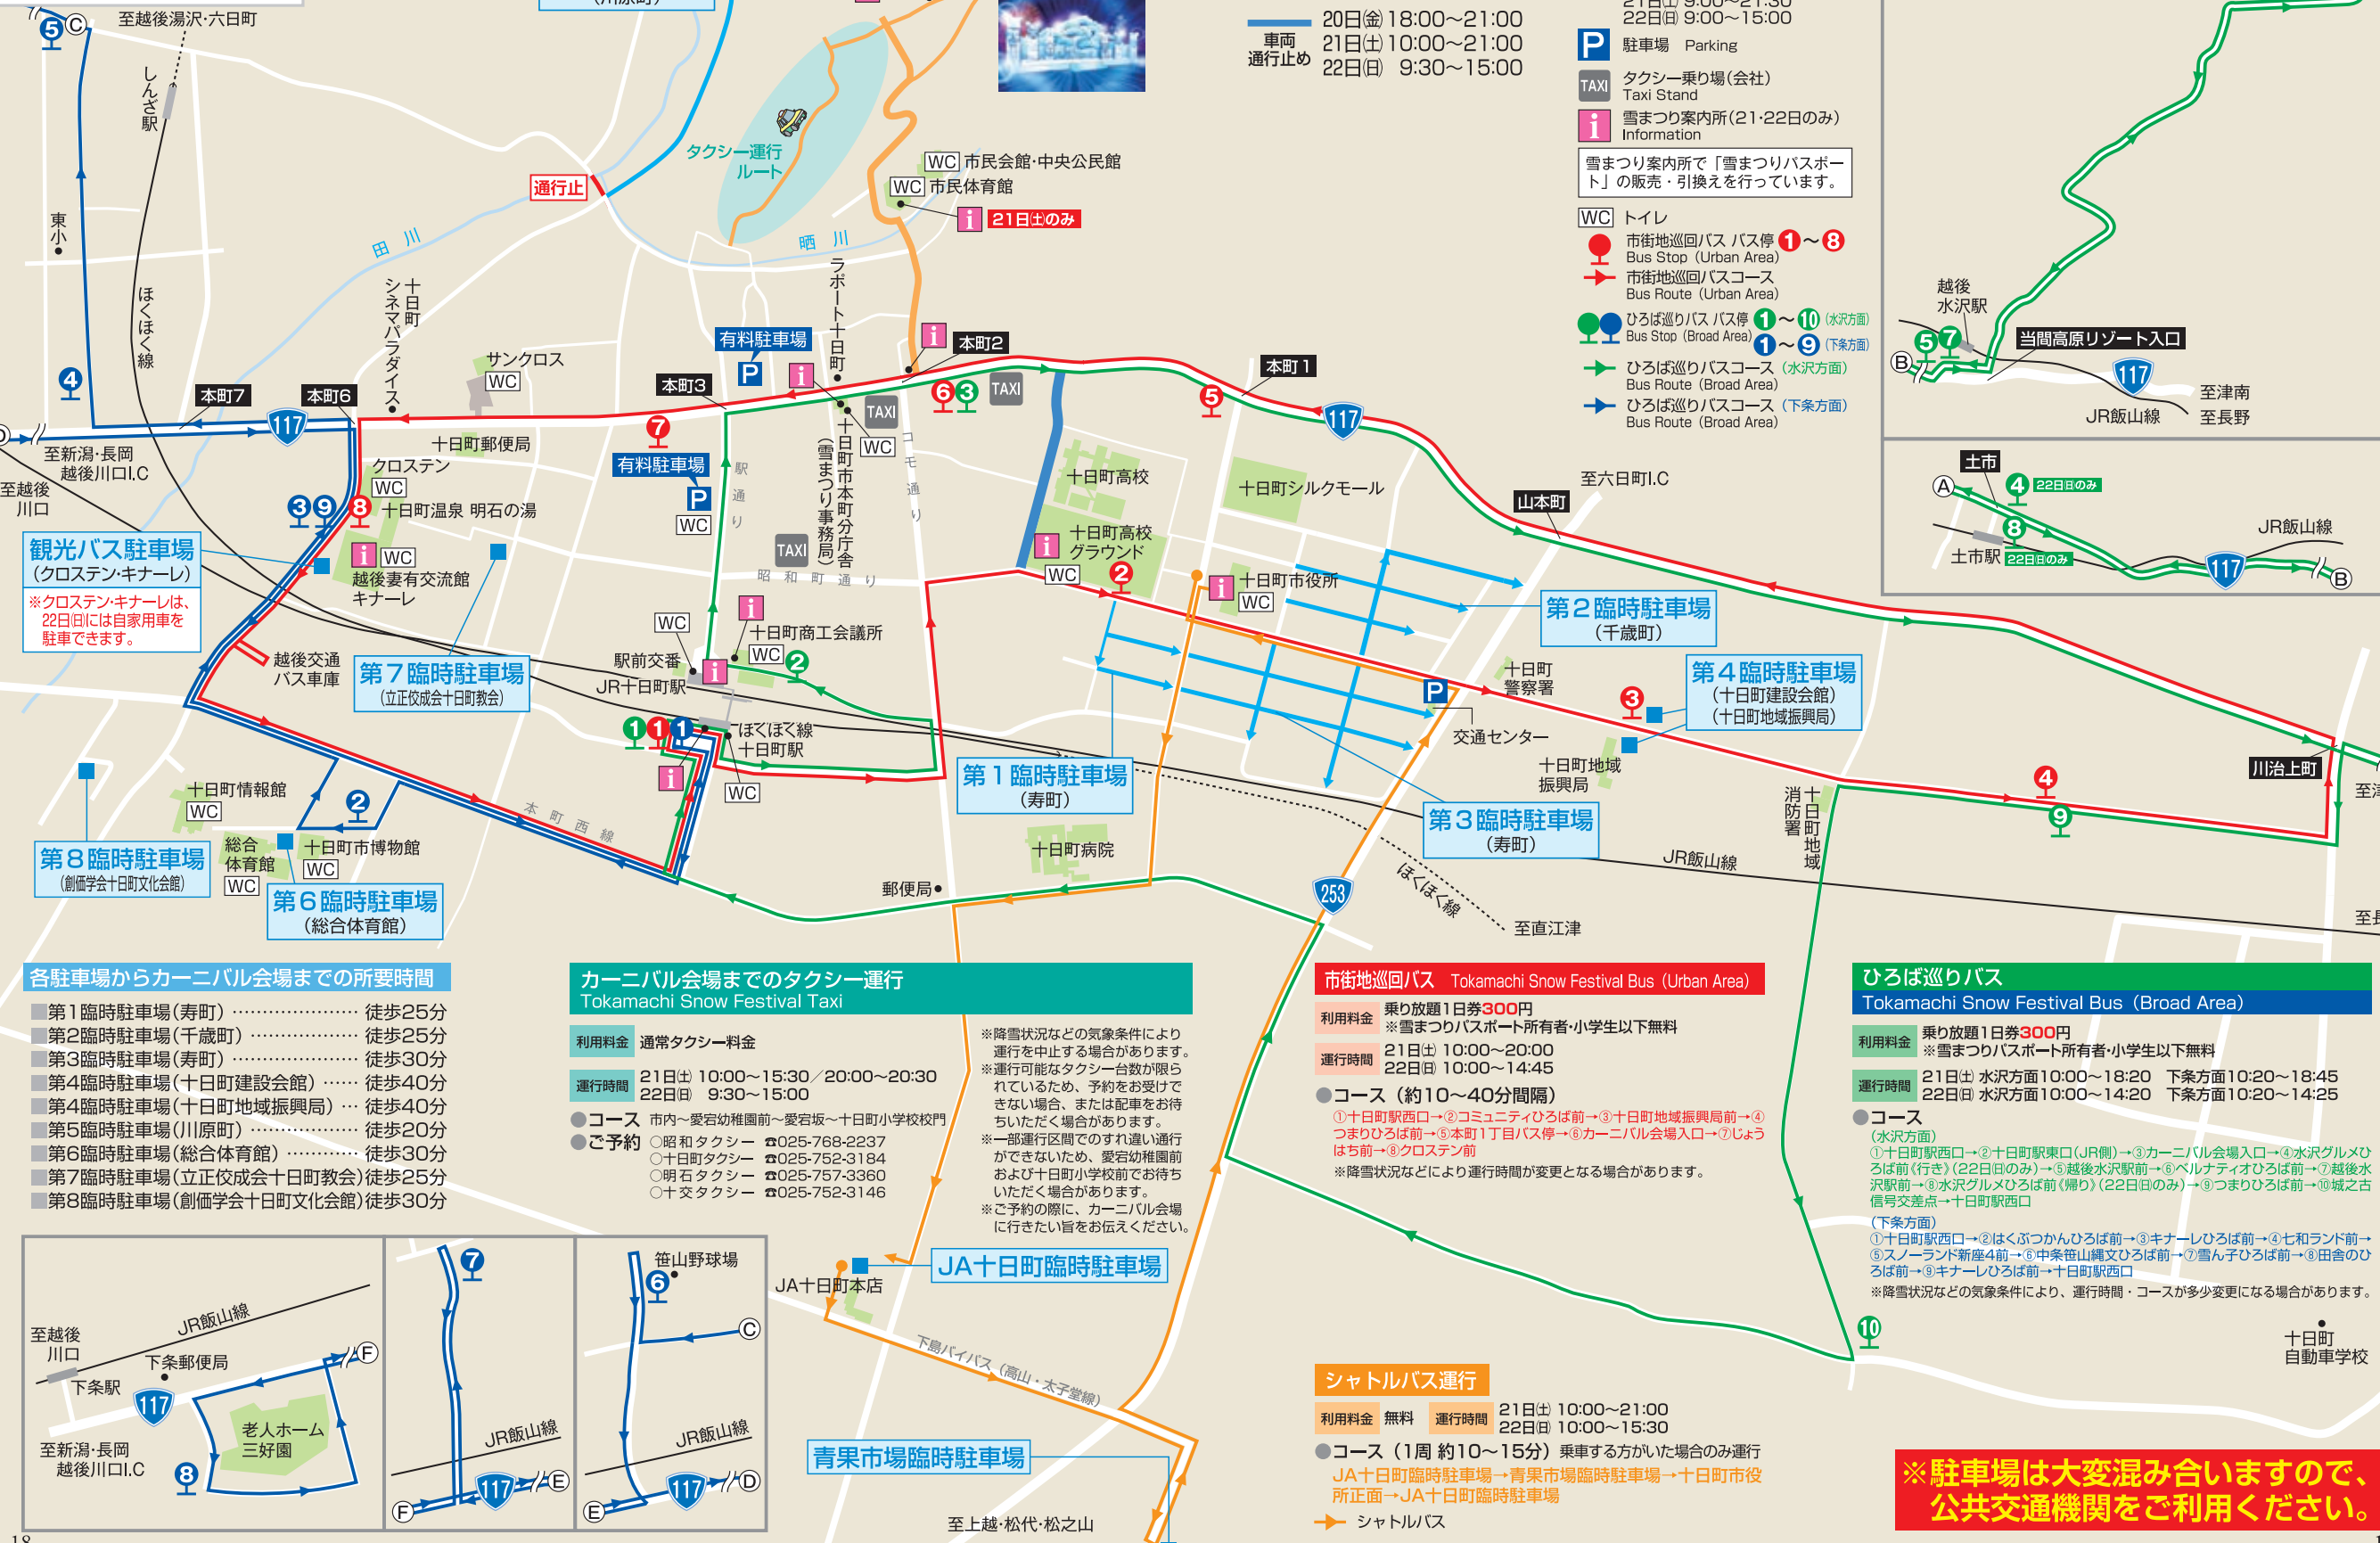 至越後湯沢・六日町
しんざ駅
5
C
東小
ほくほく線
4
田川
十日町シネマパラダイス
通行止
タクシー運行
ルート
WC 市民会館・中央公民館
WC 市民体育館
i 21日㈯のみ
晒川
ラポート十日町
車両
通行止め
20日㈮18:00〜21:00
21日㈯10:00〜21:00
22日㈰ 9:30〜15:00
22日㈰ 9:00〜15:00
P 駐車場 Parking
TAXI タクシー乗り場(会社)
Taxi Stand
i 雪まつり案内所(21・22日のみ)
Information
雪まつり案内所で「雪まつりパスポー
ト」の販売・引換えを行っています。
WC トイレ
市街地巡回バス バス停 1〜8
Bus Stop (Urban Area)
市街地巡回バスコース
Bus Route (Urban Area)
ひろば巡りバス バス停 1〜10 (水沢方面)
Bus Stop (Broad Area) 1〜9 (下条方面)
ひろば巡りバスコース (水沢方面)
Bus Route (Broad Area)
ひろば巡りバスコース (下条方面)
Bus Route (Broad Area)
越後
水沢駅
5 7
B
当間高原リゾート入口
117
至津南
至長野
JR飯山線
土市
A
4 22日㈰のみ
8
土市駅 22日㈰のみ
JR飯山線
117
B
本町7
本町6
117
至新潟・長岡
越後川口I.C
至越後
川口
サンクロス
WC
十日町郵便局
クロステン
WC
3 9 8 十日町温泉 明石の湯
i WC
越後妻有交流館
キナーレ
観光バス駐車場
(クロステン・キナーレ)
※クロステン・キナーレは、
22日㈰には自家用車を
駐車できます。
越後交通
バス車庫
第7臨時駐車場
(立正佼成会十日町教会)
有料駐車場
P
本町3
7
有料駐車場
P
WC
駅通り
i
TAXI
WC
十日町市本町分庁舎
(雪まつり事務局)
コモ通り
TAXI
昭和町通り
i
本町2
6 3 TAXI
本町1
5
117
十日町高校
十日町シルクモール
十日町高校
グラウンド
i
WC
2
i 十日町市役所
WC
山本町
至六日町I.C
第2臨時駐車場
(千歳町)
WC
i
十日町商工会議所
WC 2
駅前交番
i
JR十日町駅
1 1 1
ほくほく線
十日町駅
i
WC
十日町
警察署
P
交通センター
3
第4臨時駐車場
(十日町建設会館)
(十日町地域振興局)
十日町地域
振興局
第1臨時駐車場
(寿町)
第3臨時駐車場
(寿町)
十日町地域消防署
4
9
川治上町
十日町情報館
WC
2
総合
体育館
WC
十日町市博物館
WC
本町西線
第8臨時駐車場
(創価学会十日町文化会館)
第6臨時駐車場
(総合体育館)
十日町病院
郵便局
253
ほくほく線
至直江津
JR飯山線
各駐車場からカーニバル会場までの所要時間
■第1臨時駐車場(寿町)…………………徒歩25分
■第2臨時駐車場(千歳町)………………徒歩25分
■第3臨時駐車場(寿町)…………………徒歩30分
■第4臨時駐車場(十日町建設会館)……徒歩40分
■第4臨時駐車場(十日町地域振興局)…徒歩40分
■第5臨時駐車場(川原町)………………徒歩20分
■第6臨時駐車場(総合体育館)…………徒歩30分
■第7臨時駐車場(立正佼成会十日町教会)徒歩25分
■第8臨時駐車場(創価学会十日町文化会館)徒歩30分
カーニバル会場までのタクシー運行
Tokamachi Snow Festival Taxi
利用料金 通常タクシー料金
運行時間 21日㈯ 10:00〜15:30/20:00〜20:30
22日㈰ 9:30〜15:00
●コース 市内〜愛宕幼稚園前〜愛宕坂〜十日町小学校校門
●ご予約 ○昭和タクシー ☎025-768-2237
○十日町タクシー ☎025-752-3184
○明石タクシー ☎025-757-3360
○十交タクシー ☎025-752-3146
※降雪状況などの気象条件により
運行を中止する場合があります。
※運行可能なタクシー台数が限ら
れているため、予約をお受けで
きない場合、または配車をお待
ちいただく場合があります。
※一部運行区間でのすれ違い通行
ができないため、愛宕幼稚園前
および十日町小学校前でお待ち
いただく場合があります。
※ご予約の際に、カーニバル会場
に行きたい旨をお伝えください。
市街地巡回バス Tokamachi Snow Festival Bus (Urban Area)
利用料金 乗り放題1日券300円
※雪まつりパスポート所有者・小学生以下無料
運行時間 21日㈯ 10:00〜20:00
22日㈰ 10:00〜14:45
●コース(約10〜40分間隔)
①十日町駅西口→②コミュニティひろば前→③十日町地域振興局前→④
つまりひろば前→⑤本町1丁目バス停→⑥カーニバル会場入口→⑦じょう
はち前→⑧クロステン前
※降雪状況などにより運行時間が変更となる場合があります。
ひろば巡りバス
Tokamachi Snow Festival Bus (Broad Area)
利用料金 乗り放題1日券300円
※雪まつりパスポート所有者・小学生以下無料
運行時間 21日㈯ 水沢方面10:00〜18:20 下条方面10:20〜18:45
22日㈰ 水沢方面10:00〜14:20 下条方面10:20〜14:25
●コース
(水沢方面)
①十日町駅西口→②十日町駅東口(JR側)→③カーニバル会場入口→④水沢グルメひ
ろば前《行き》(22日㈰のみ)→⑤越後水沢駅前→⑥ベルナティオひろば前→⑦越後水
沢駅前→⑧水沢グルメひろば前《帰り》(22日㈰のみ)→⑨つまりひろば前→⑩城之古
信号交差点→十日町駅西口
(下条方面)
①十日町駅西口→②はくぶつかんひろば前→③キナーレひろば前→④七和ランド前→
⑤スノーランド新座4前→⑥中条笹山縄文ひろば前→⑦雪ん子ひろば前→⑧田舎のひ
ろば前→⑨キナーレひろば前→十日町駅西口
※降雪状況などの気象条件により、運行時間・コースが多少変更になる場合があります。
10
十日町
自動車学校
至越後
川口
JR飯山線
下条郵便局
下条駅
F
117
老人ホーム
三好園
至新潟・長岡
越後川口I.C
8
7
JR飯山線
117
E
F
笹山野球場
6
C
JR飯山線
117
D
E
JA十日町臨時駐車場
JA十日町本店
下島バイパス(高山・太子堂線)
青果市場臨時駐車場
至上越・松代・松之山
シャトルバス運行
利用料金 無料 運行時間 21日㈯ 10:00〜21:00
22日㈰ 10:00〜15:30
●コース(1周 約10〜15分)乗車する方がいた場合のみ運行
JA十日町臨時駐車場→青果市場臨時駐車場→十日町市役
所正面→JA十日町臨時駐車場
シャトルバス
※駐車場は大変混み合いますので、
公共交通機関をご利用ください。